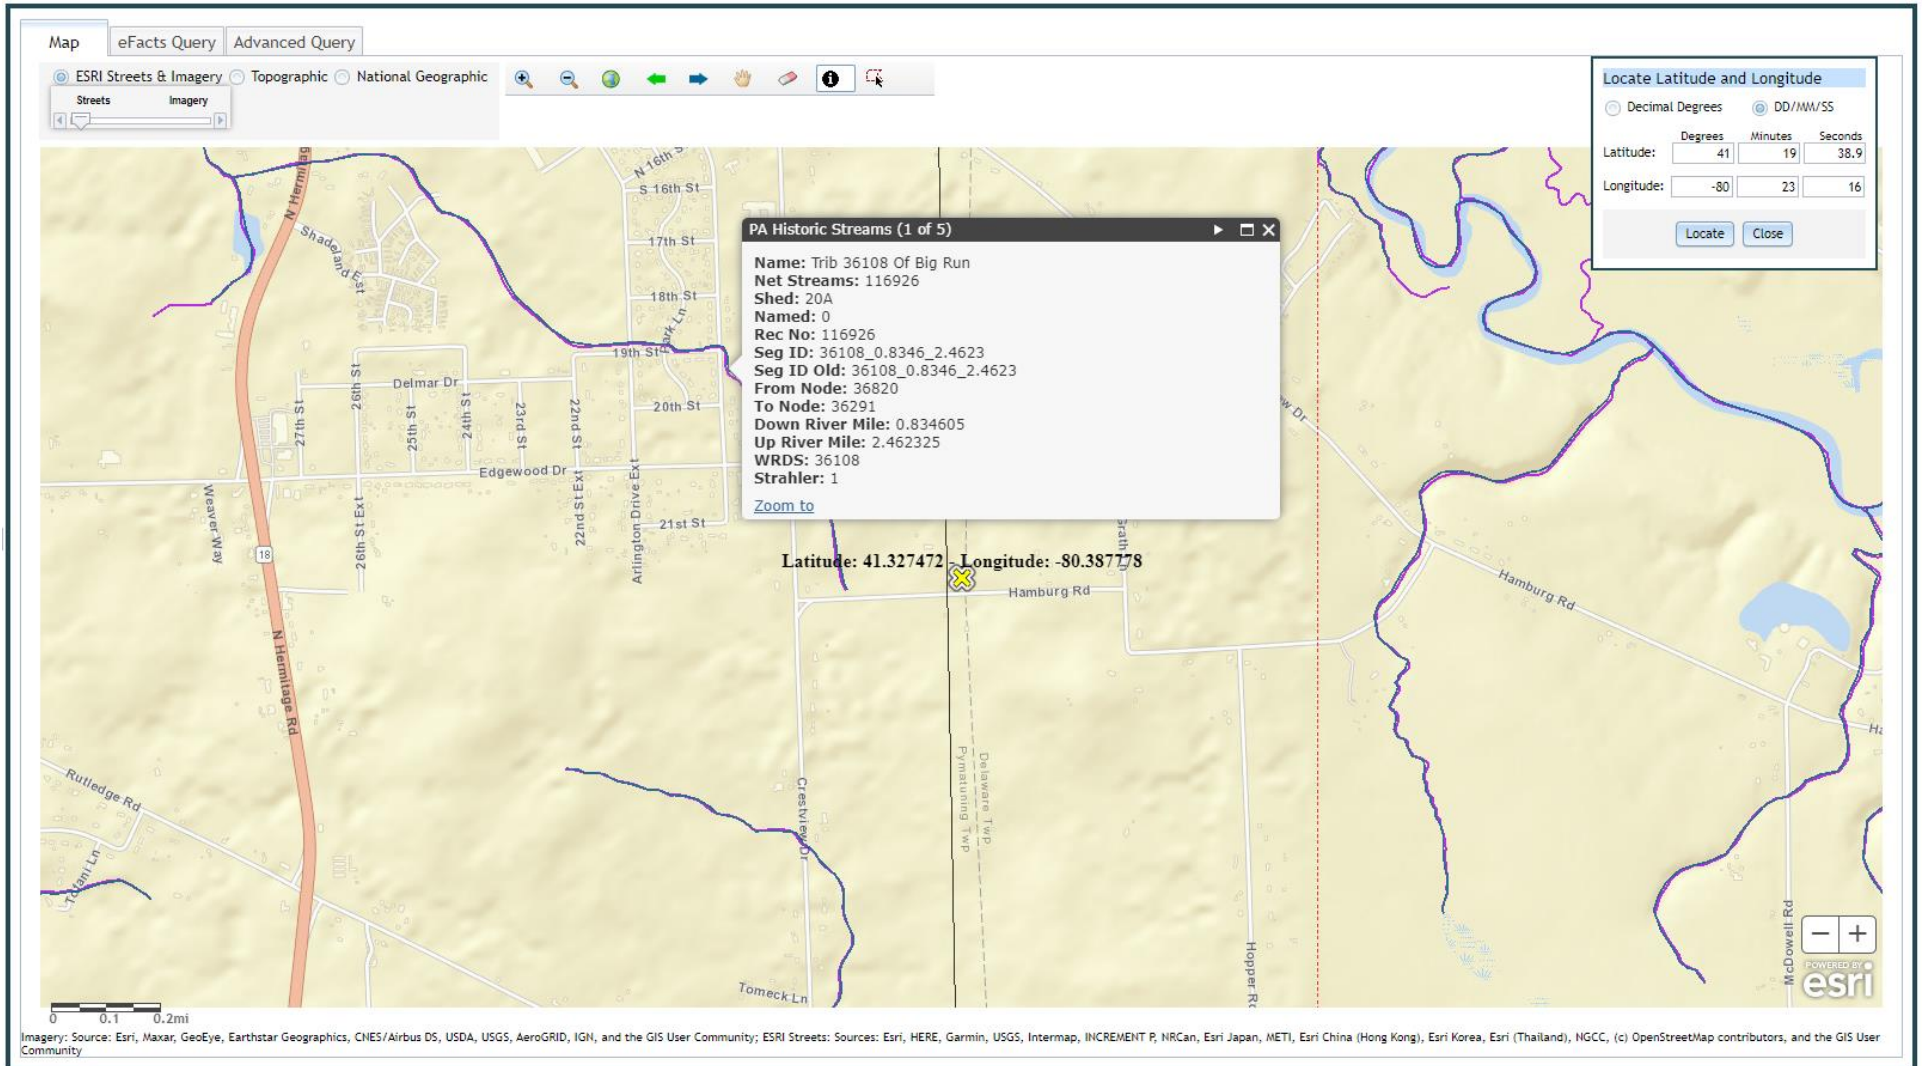 Map
eFacts Query
Advanced Query
ESRI Streets & Imagery
Topographic
National Geographic
Streets
Imagery
Locate Latitude and Longitude
Decimal Degrees
DD/MM/SS
Degrees Minutes Seconds
Latitude: 41 19 38.9
Longitude: -80 23 16
Locate
Close
N 16th S
S 16th St
17th St
18th St
Park Ln
19th St
20th St
21st St
Shadeland Est
Delmar Dr
27th St
26th St
25th St
24th St
23rd St
22nd St
Edgewood Dr
Weaver Way
26th St Ext
22nd St Ext
Arlington Drive Ext
18
N Hermitage Rd
PA Historic Streams (1 of 5)
Name: Trib 36108 Of Big Run
Net Streams: 116926
Shed: 20A
Named: 0
Rec No: 116926
Seg ID: 36108_0.8346_2.4623
Seg ID Old: 36108_0.8346_2.4623
From Node: 36820
To Node: 36291
Down River Mile: 0.834605
Up River Mile: 2.462325
WRDS: 36108
Strahler: 1
Zoom to
Latitude: 41.327472 - Longitude: -80.387778
Hamburg Rd
Hamburg Rd
Pymatuning Twp
Delaware Twp
Crestview Dr
Rutledge Rd
Totani Ln
Tomeck Ln
Hopper Rd
McDowell Rd
POWERED BY
esri
0 0.1 0.2mi
Imagery: Source: Esri, Maxar, GeoEye, Earthstar Geographics, CNES/Airbus DS, USDA, USGS, AeroGRID, IGN, and the GIS User Community; ESRI Streets: Sources: Esri, HERE, Garmin, USGS, Intermap, INCREMENT P, NRCan, Esri Japan, METI, Esri China (Hong Kong), Esri Korea, Esri (Thailand), NGCC, (c) OpenStreetMap contributors, and the GIS User
Community